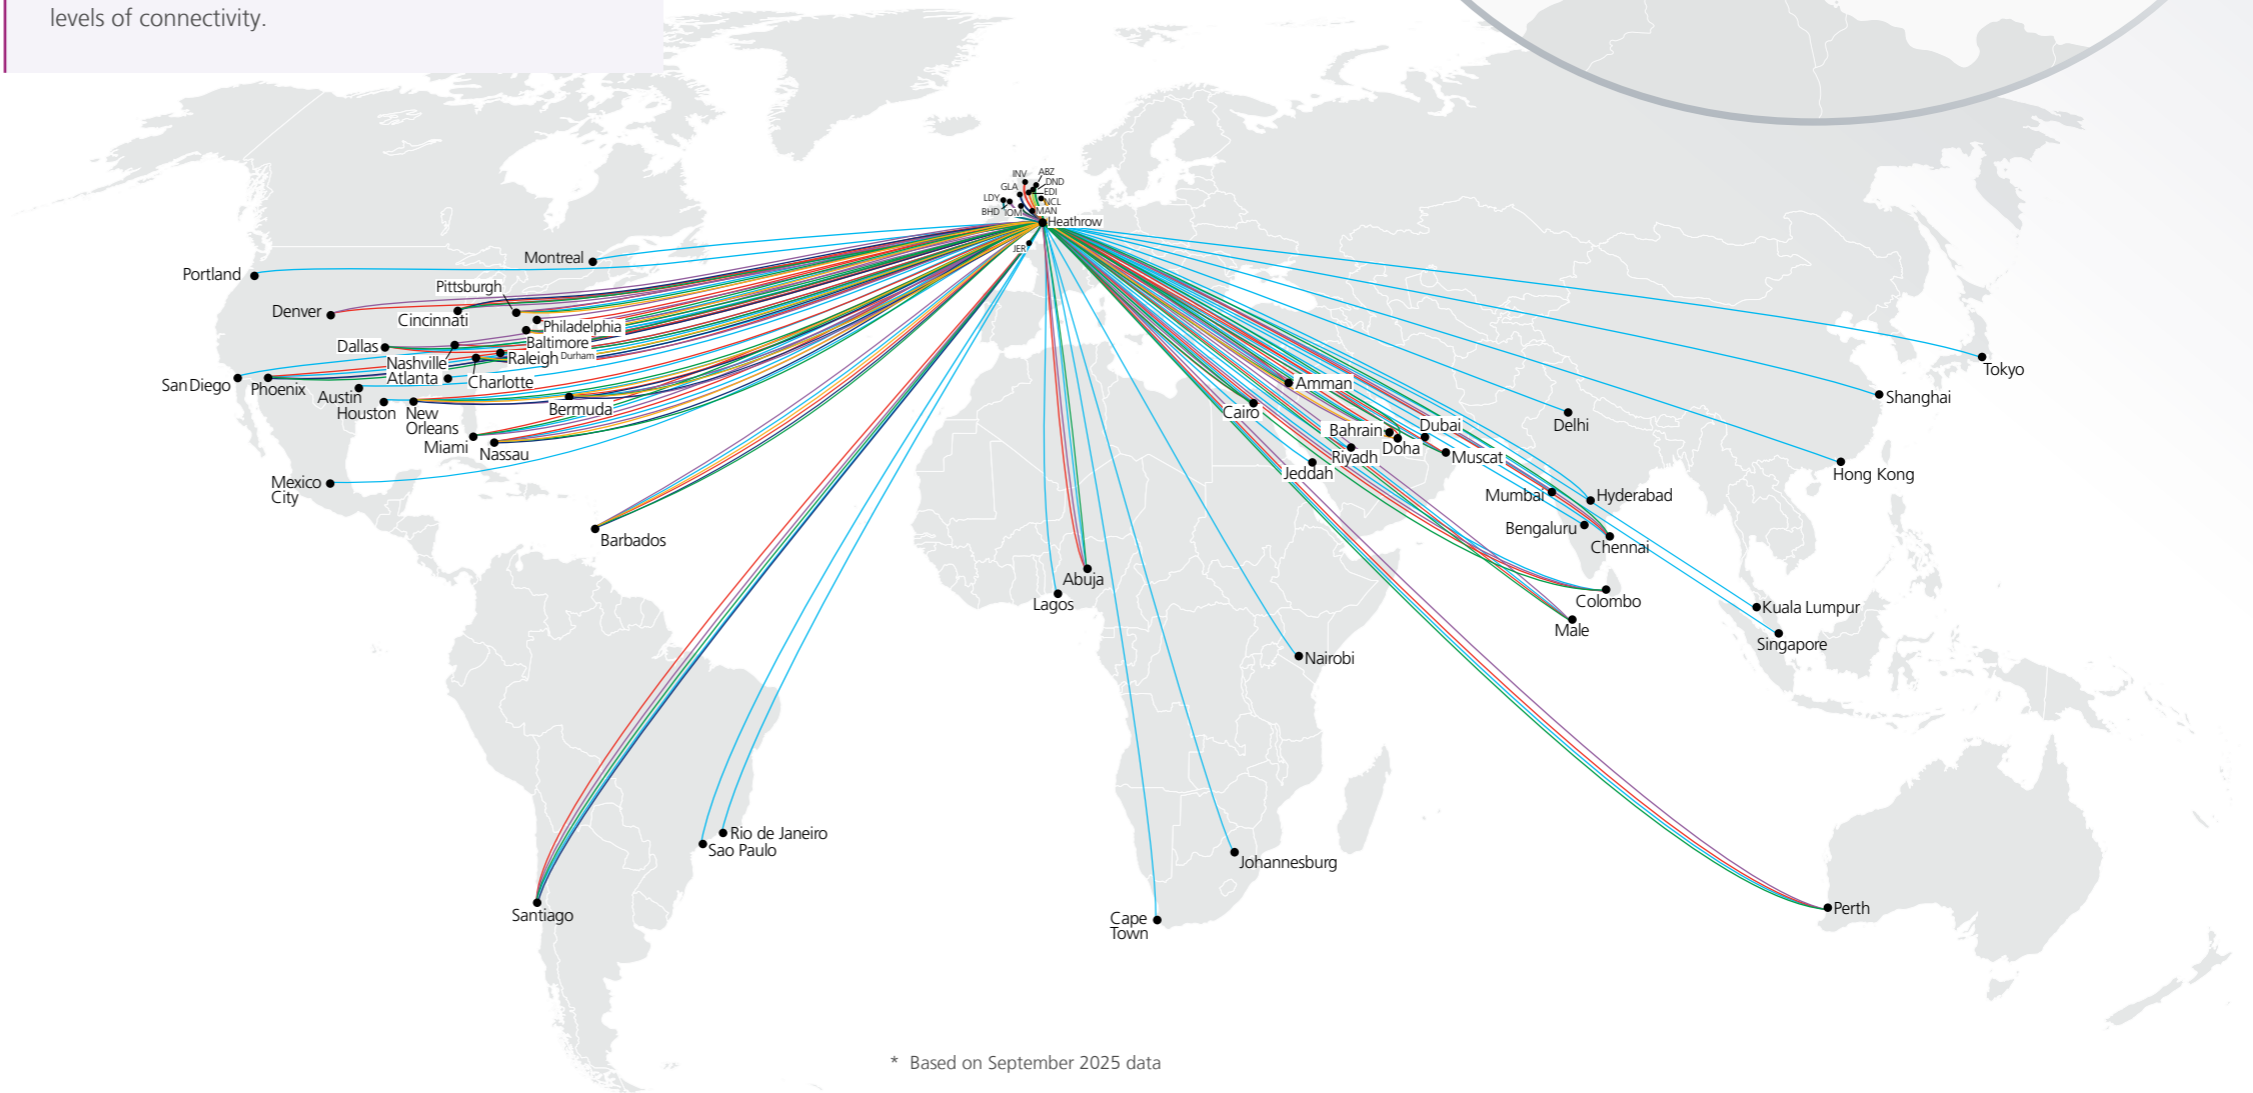 levels of connectivity.
INV
ABZ
GLA
DND
EDI
LDY
NCL
BHD
IOM
MAN
Heathrow
JER
Montreal
Portland
Pittsburgh
Denver
Cincinnati
Philadelphia
Dallas
Baltimore
Raleigh Durham
Nashville
Atlanta
Charlotte
San Diego
Phoenix
Austin
Houston
New
Orleans
Bermuda
Miami
Nassau
Mexico
City
Barbados
Amman
Cairo
Bahrain
Dubai
Doha
Riyadh
Muscat
Jeddah
Delhi
Tokyo
Shanghai
Hong Kong
Mumbai
Hyderabad
Bengaluru
Chennai
Abuja
Lagos
Colombo
Male
Kuala Lumpur
Singapore
Nairobi
Rio de Janeiro
Sao Paulo
Johannesburg
Santiago
Cape
Town
Perth
* Based on September 2025 data